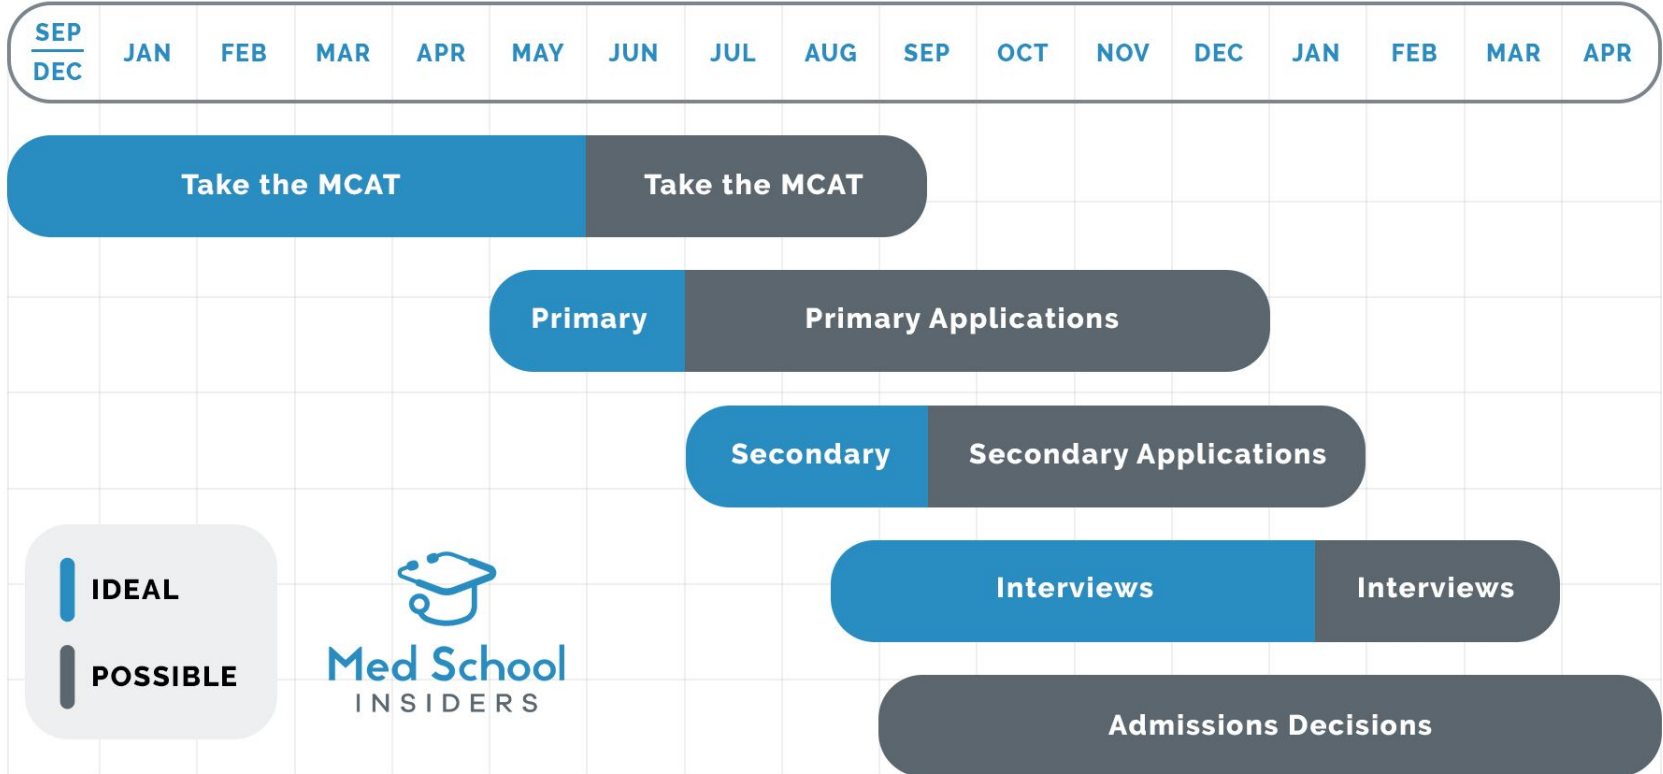 SEP
DEC
JAN
FEB
MAR
APR
MAY
JUN
JUL
AUG
SEP
OCT
NOV
DEC
JAN
FEB
MAR
APR
Take the MCAT
Take the MCAT
Primary
Primary Applications
Secondary
Secondary Applications
Interviews
Interviews
Admissions Decisions
IDEAL
POSSIBLE
Med School
INSIDERS